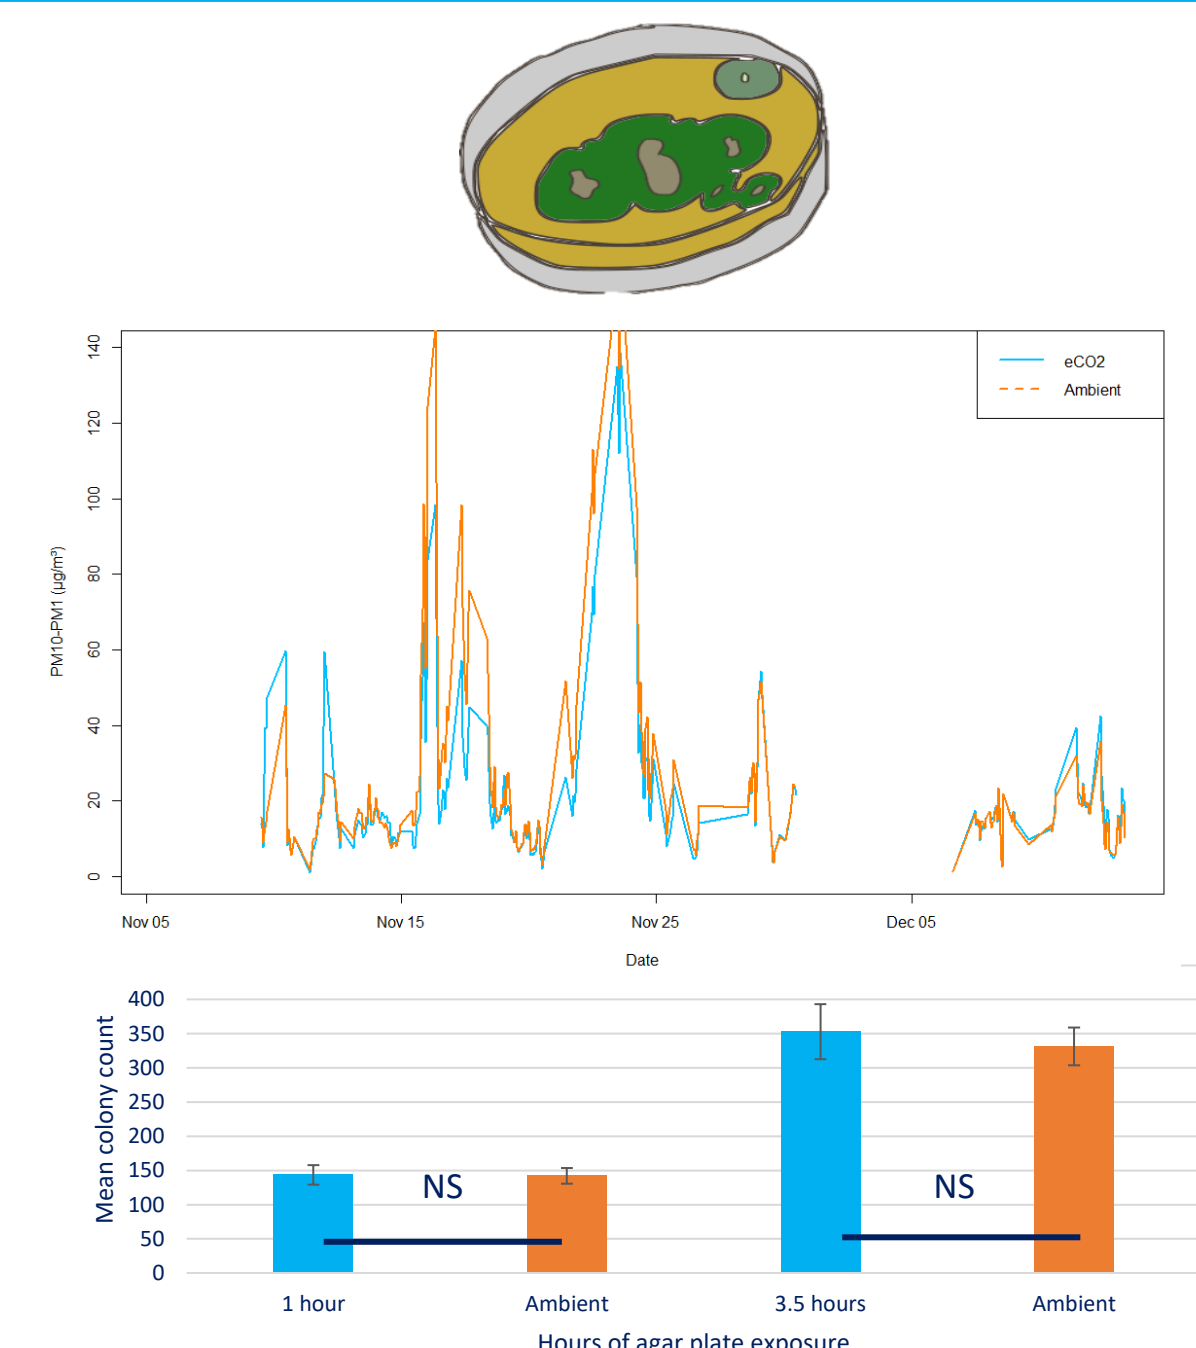 eCO2
Ambient
140
120
100
80
60
40
20
0
PM10-PM1 (µg/m³)
Nov 05 Nov 15 Nov 25 Dec 05
Date
Mean colony count
400
350
300
250
200
150
100
50
0
NS NS
1 hour Ambient 3.5 hours Ambient
Hours of agar plate exposure